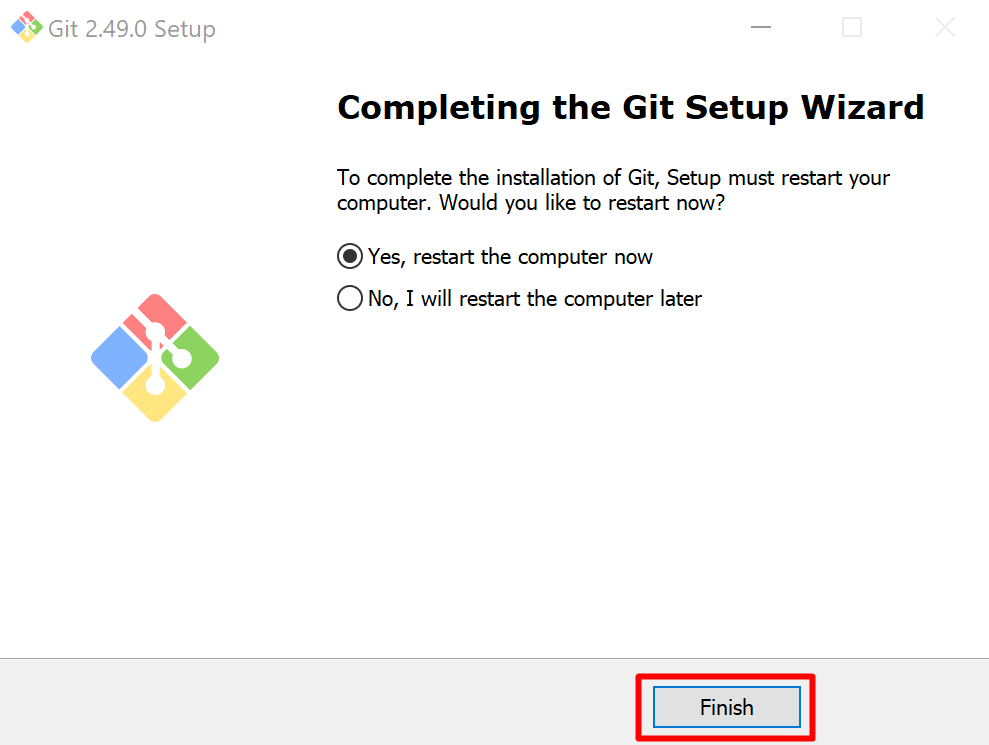 Git 2.49.0 Setup
Completing the Git Setup Wizard
To complete the installation of Git, Setup must restart your
computer. Would you like to restart now?
Yes, restart the computer now
No, I will restart the computer later
Finish